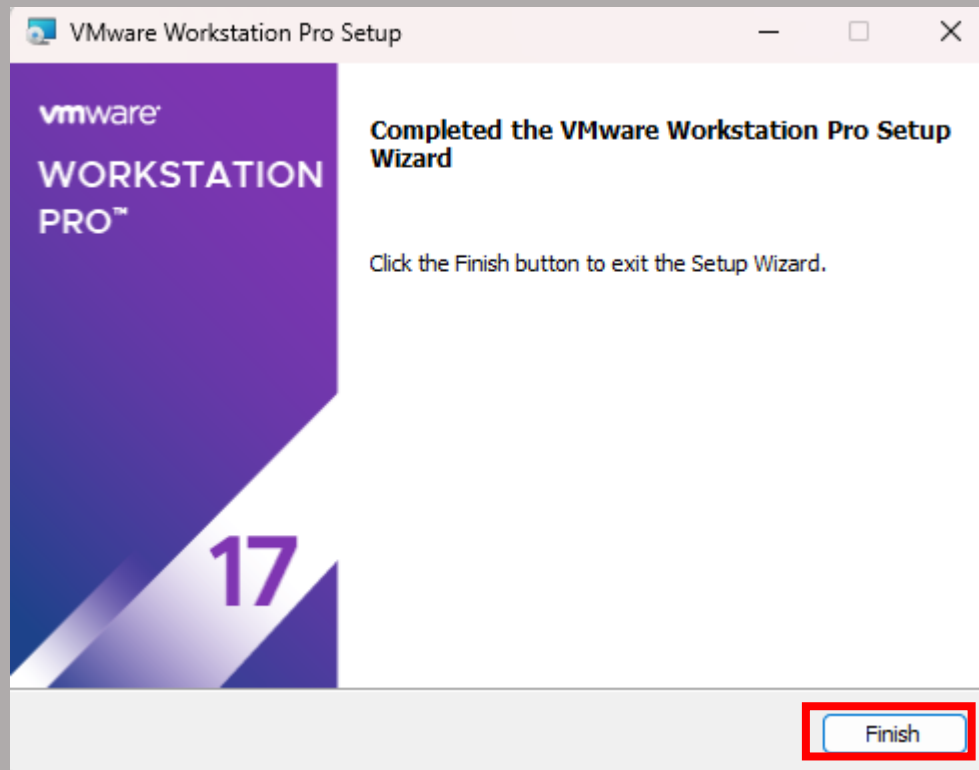 VMware Workstation Pro Setup
vmware®
WORKSTATION
PRO™
Completed the VMware Workstation Pro Setup
Wizard
Click the Finish button to exit the Setup Wizard.
17
Finish